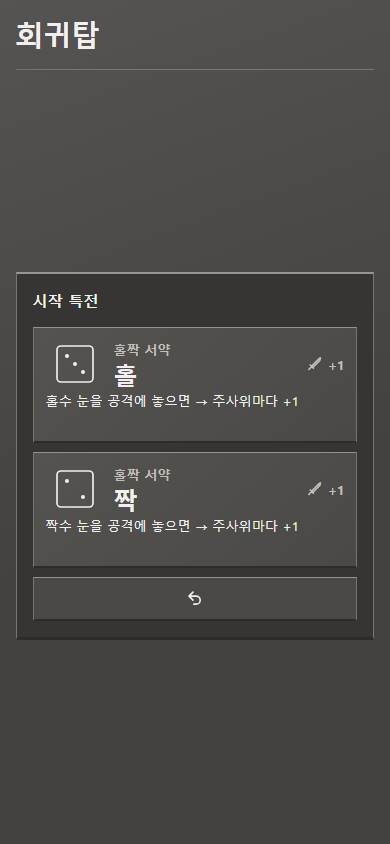 회귀탑
시작 특전
홀짝 서약
홀
+1
홀수 눈을 공격에 놓으면 → 주사위마다 +1
홀짝 서약
짝
+1
짝수 눈을 공격에 놓으면 → 주사위마다 +1